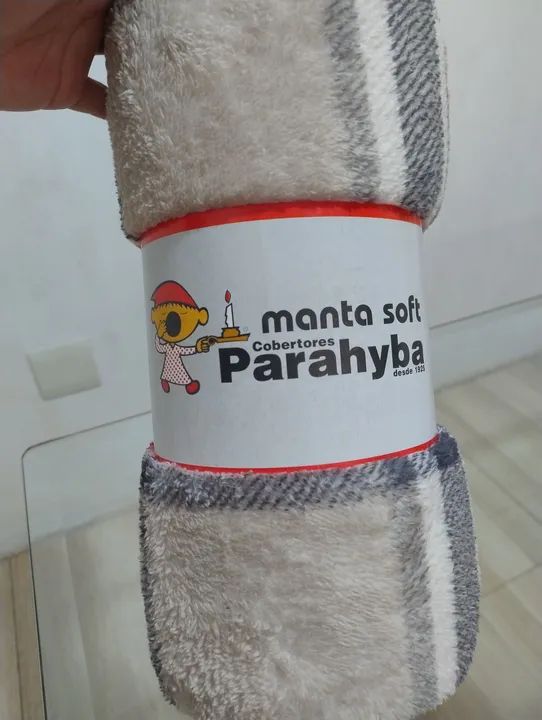 manta soft
Cobertores
Parahyba
desde 1925